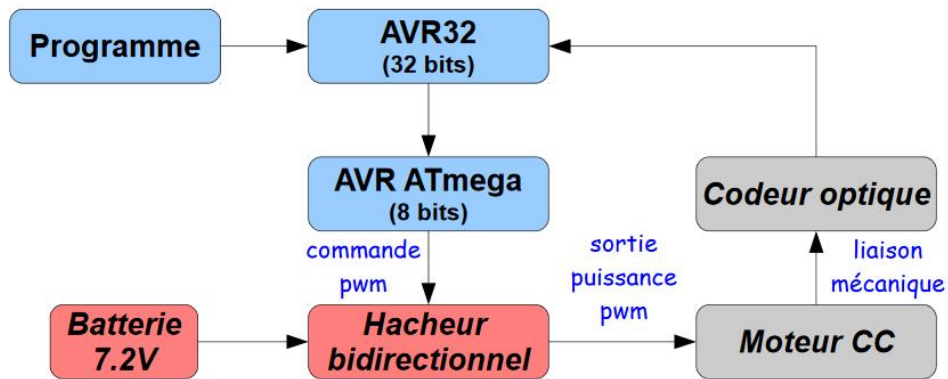 Programme
AVR32
(32 bits)
AVR ATmega
(8 bits)
Codeur optique
commande
pwm
sortie
puissance
pwm
liaison
mécanique
Batterie
7.2V
Hacheur
bidirectionnel
Moteur CC